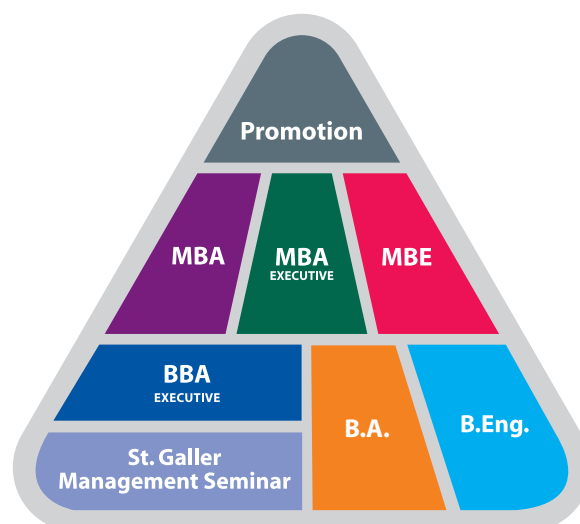 Promotion
MBA
MBA
EXECUTIVE
MBE
BBA
EXECUTIVE
B.A.
B.Eng.
St. Galler
Management Seminar